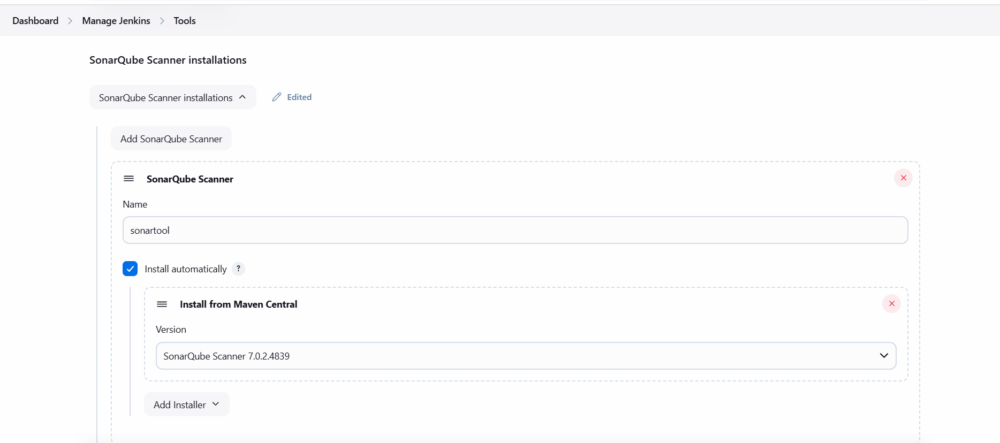 Dashboard > Manage Jenkins > Tools
SonarQube Scanner installations
SonarQube Scanner installations Edited
Add SonarQube Scanner
SonarQube Scanner
Name
sonartool
Install automatically ?
Install from Maven Central
Version
SonarQube Scanner 7.0.2.4839
Add Installer